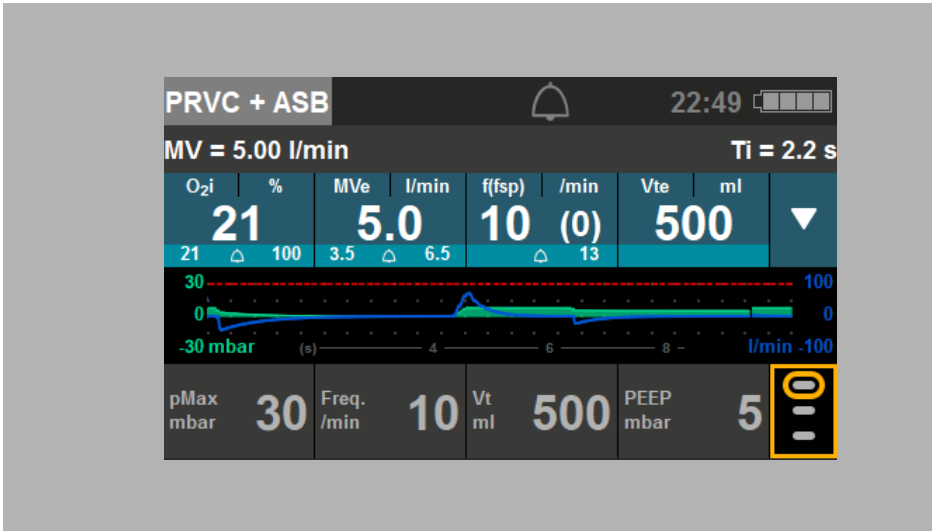 PRVC + ASB 22:49
MV = 5.00 l/min Ti = 2.2 s
O2i % MVe l/min f(fsp) /min Vte ml
21 5.0 10 (0) 500
21 100 3.5 6.5 13
30 100
0 0
-30 mbar (s) 4 6 8 l/min -100
pMax mbar 30 Freq. /min 10 Vt ml 500 PEEP mbar 5